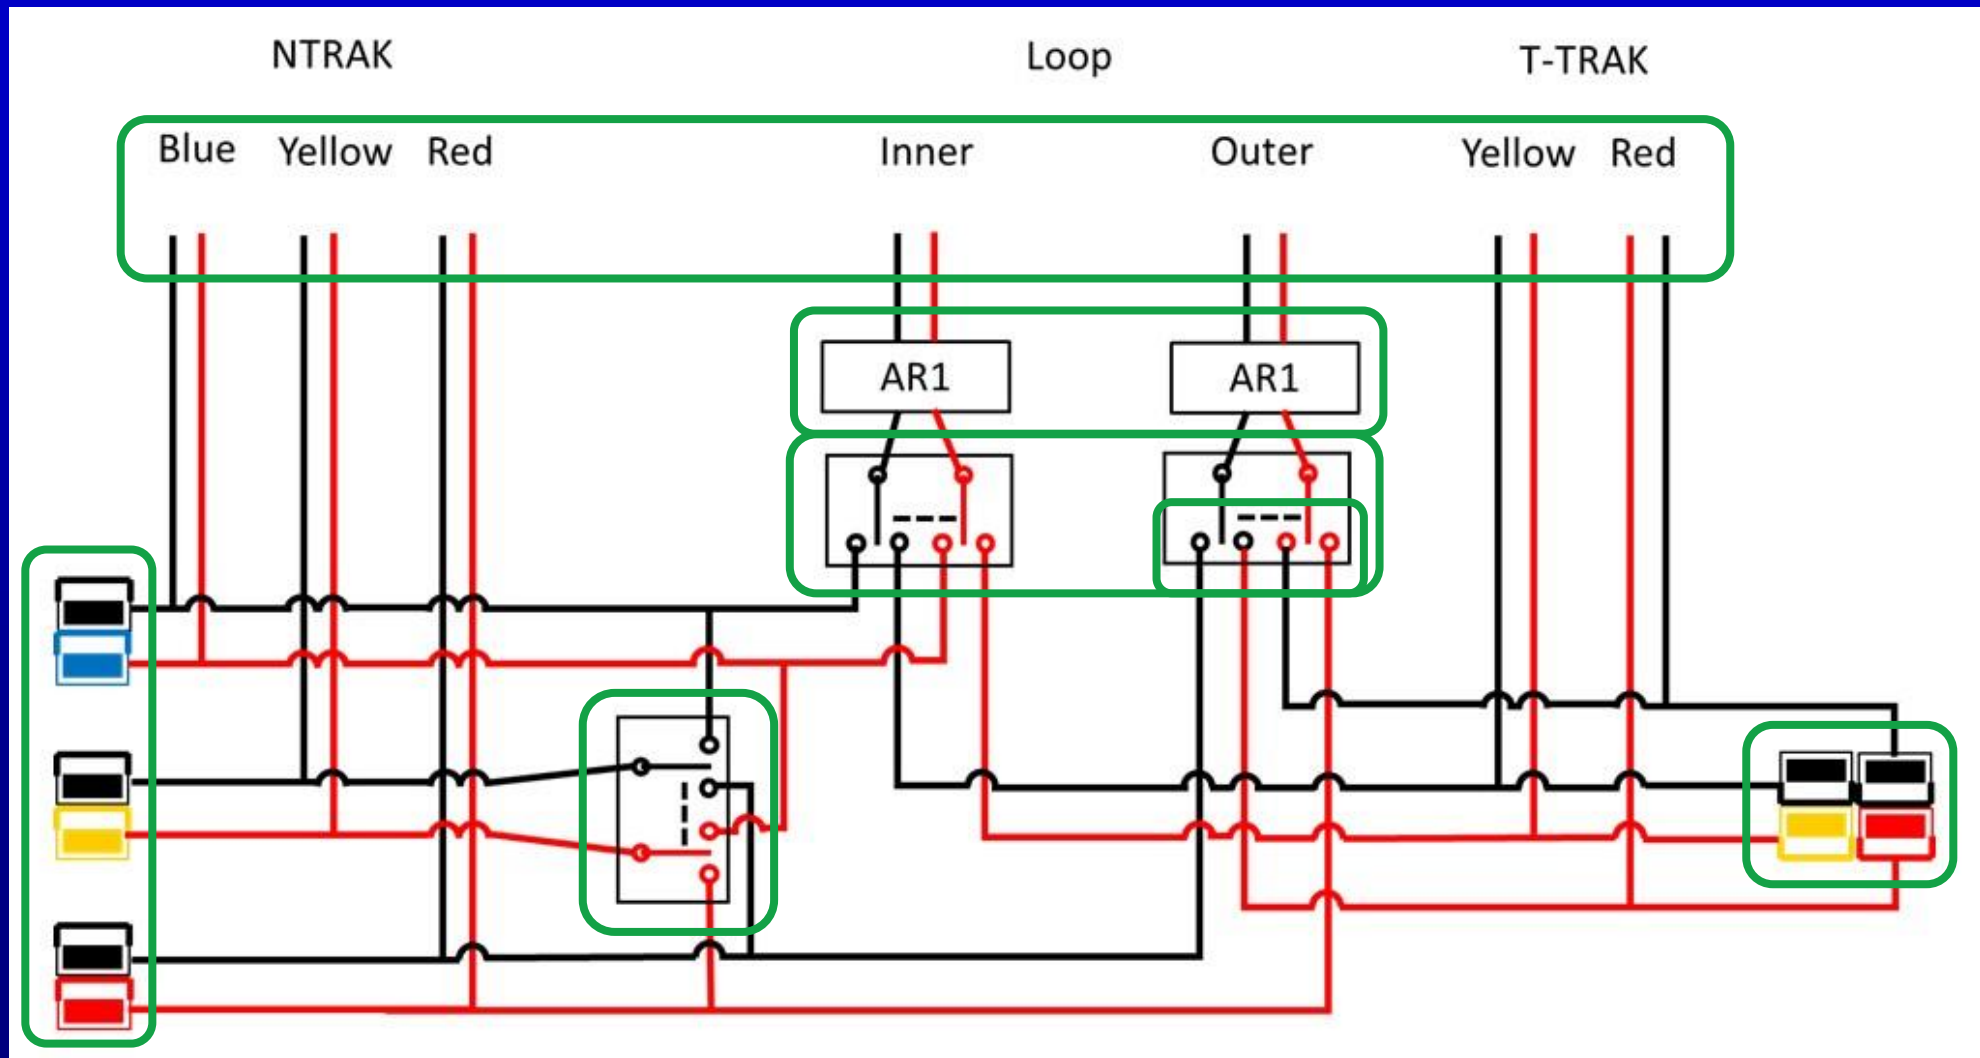 NTRAK Loop T-TRAK
Blue Yellow Red Inner Outer Yellow Red
AR1 AR1